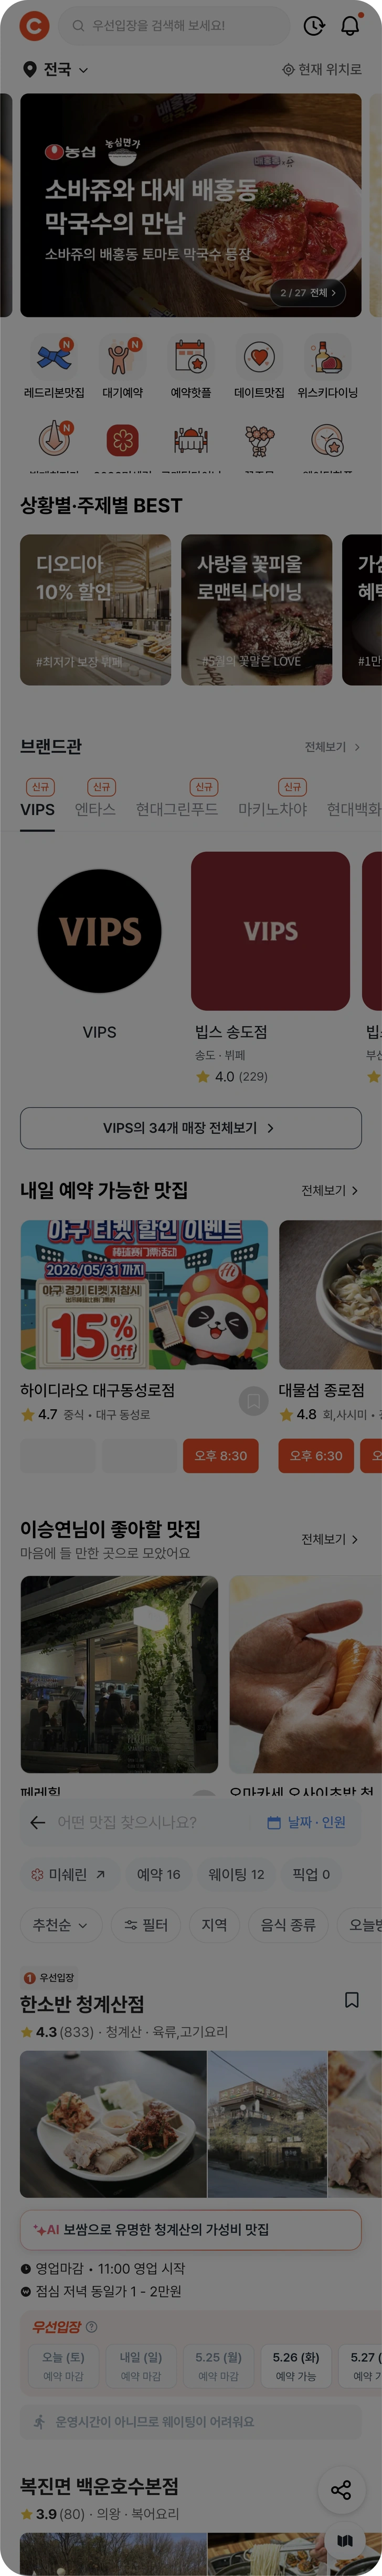 C
우선입장을 검색해 보세요!
전국
현재 위치로
농심 농심면가 배홍동
소바쥬와 대세 배홍동
막국수의 만남
소바쥬의 배홍동 토마토 막국수 등장
2 / 27 전체 >
N
N
레드리본맛집
대기예약
예약핫플
데이트맛집
위스키다이닝
N
상황별·주제별 BEST
디오디아
10% 할인
#최저가 보장 뷔페
사랑을 꽃피울
로맨틱 다이닝
#5월의 꽃말은 LOVE
#1만
브랜드관
전체보기 >
신규
신규
신규
신규
VIPS
엔타스
현대그린푸드
마키노차야
현대백화
VIPS
VIPS
VIPS
빕스 송도점
송도 · 뷔페
4.0 (229)
부산
VIPS의 34개 매장 전체보기 >
내일 예약 가능한 맛집
전체보기 >
야구 티켓 할인 이벤트
棒球赛门票活动
2026/05/31 까지
야구 경기 티켓 지참시
15% Off
하이디라오 대구동성로점
4.7 중식 • 대구 동성로
오후 8:30
대물섬 종로점
4.8 회,사시미 •
오후 6:30
오
이승연님이 좋아할 맛집
마음에 들 만한 곳으로 모았어요
전체보기 >
페레힐
어떤 맛집 찾으시나요?
날짜 · 인원
미쉐린
예약 16
웨이팅 12
픽업 0
추천순
필터
지역
음식 종류
오늘방
1 우선입장
한소반 청계산점
4.3 (833) · 청계산 · 육류,고기요리
AI 보쌈으로 유명한 청계산의 가성비 맛집
영업마감 • 11:00 영업 시작
₩ 점심 저녁 동일가 1 - 2만원
우선입장 ?
오늘 (토)
예약 마감
내일 (일)
예약 마감
5.25 (월)
예약 마감
5.26 (화)
예약 가능
5.27 (
예약 가
운영시간이 아니므로 웨이팅이 어려워요
복진면 백운호수본점
3.9 (80) · 의왕 · 복어요리